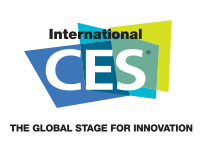 International
CES®
THE GLOBAL STAGE FOR INNOVATION